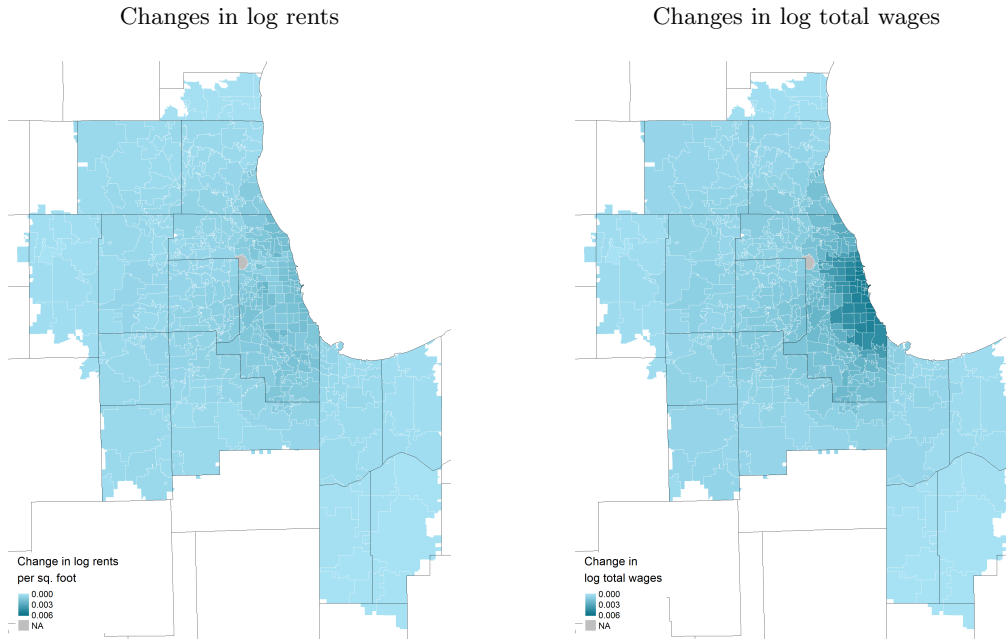 Changes in log rents
Changes in log total wages
Change in log rents
per sq. foot
0.000
0.003
0.006
NA
Change in
log total wages
0.000
0.003
0.006
NA